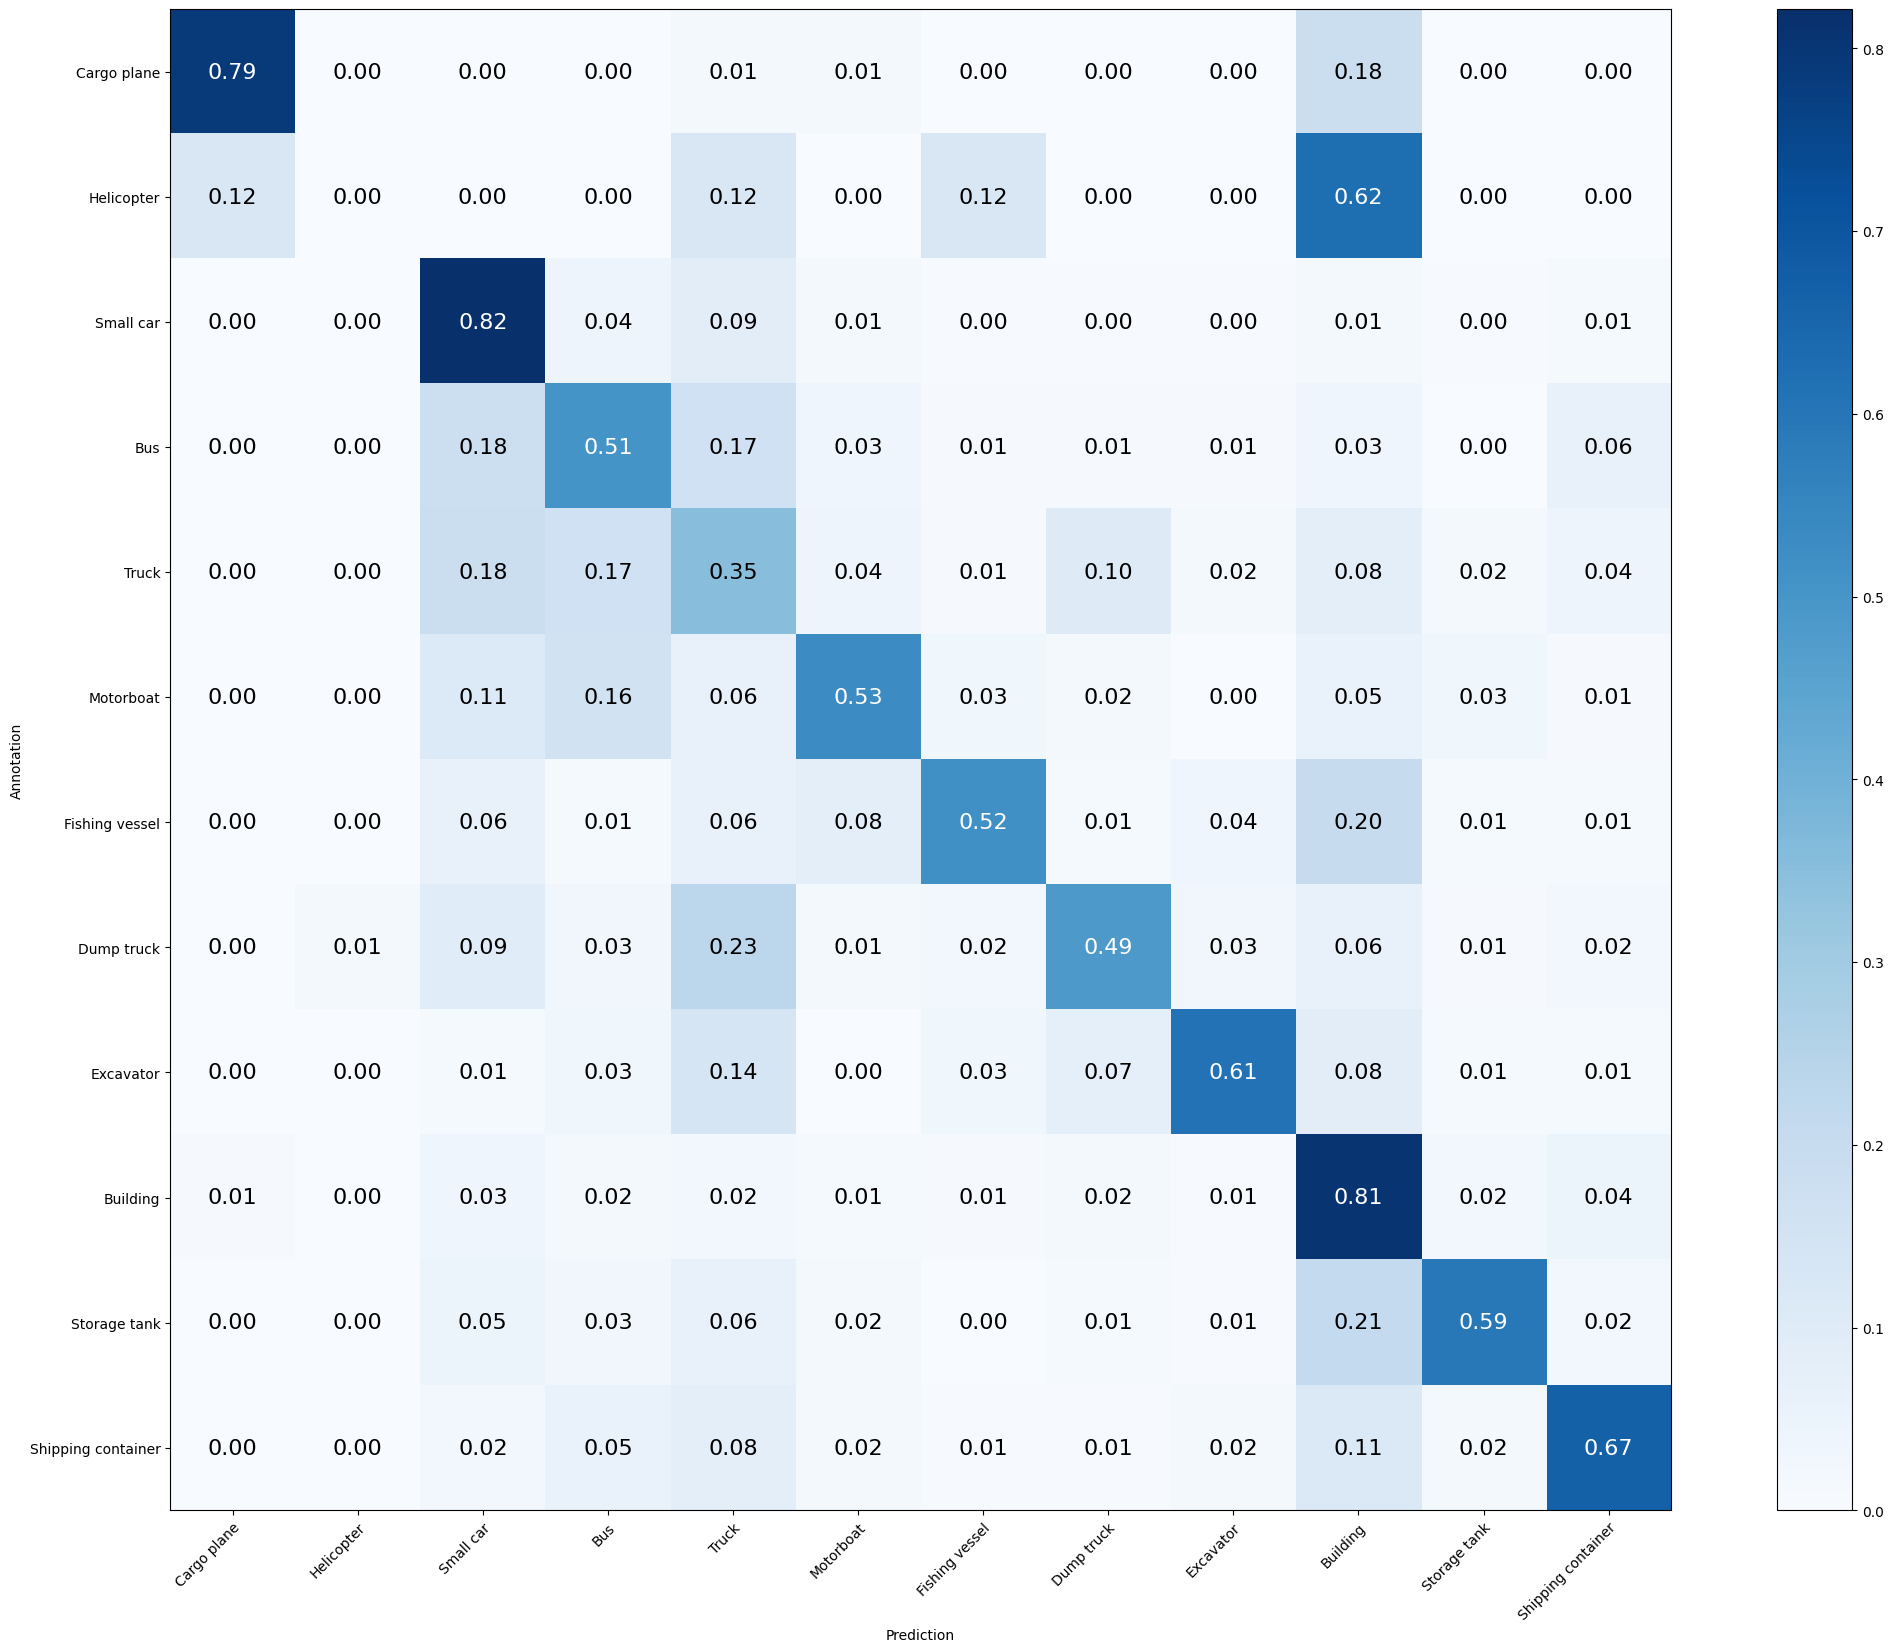 Cargo plane 0.79 0.00 0.00 0.00 0.01 0.01 0.00 0.00 0.00 0.18 0.00 0.00
Helicopter 0.12 0.00 0.00 0.00 0.12 0.00 0.12 0.00 0.00 0.62 0.00 0.00
Small car 0.00 0.00 0.82 0.04 0.09 0.01 0.00 0.00 0.00 0.01 0.00 0.01
Bus 0.00 0.00 0.18 0.51 0.17 0.03 0.01 0.01 0.01 0.03 0.00 0.06
Truck 0.00 0.00 0.18 0.17 0.35 0.04 0.01 0.10 0.02 0.08 0.02 0.04
Motorboat 0.00 0.00 0.11 0.16 0.06 0.53 0.03 0.02 0.00 0.05 0.03 0.01
Annotation
Fishing vessel 0.00 0.00 0.06 0.01 0.06 0.08 0.52 0.01 0.04 0.20 0.01 0.01
Dump truck 0.00 0.01 0.09 0.03 0.23 0.01 0.02 0.49 0.03 0.06 0.01 0.02
Excavator 0.00 0.00 0.01 0.03 0.14 0.00 0.03 0.07 0.61 0.08 0.01 0.01
Building 0.01 0.00 0.03 0.02 0.02 0.01 0.01 0.02 0.01 0.81 0.02 0.04
Storage tank 0.00 0.00 0.05 0.03 0.06 0.02 0.00 0.01 0.01 0.21 0.59 0.02
Shipping container 0.00 0.00 0.02 0.05 0.08 0.02 0.01 0.01 0.02 0.11 0.02 0.67
Cargo plane Helicopter Small car Bus Truck Motorboat Fishing vessel Dump truck Excavator Building Storage tank Shipping container
Prediction
0.8
0.7
0.6
0.5
0.4
0.3
0.2
0.1
0.0